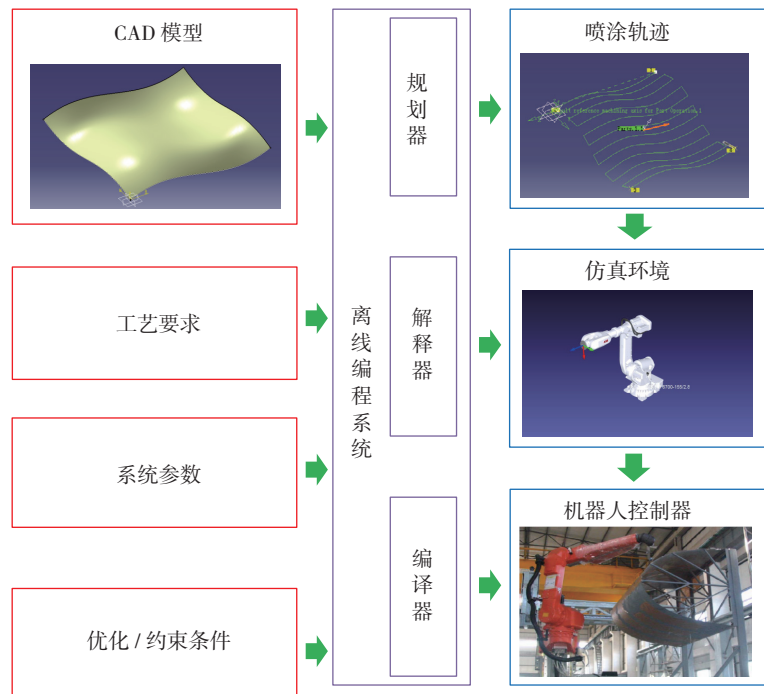 CAD 模型
工艺要求
系统参数
优化 / 约束条件
离线编程系统
规划器
解释器
编译器
喷涂轨迹
仿真环境
机器人控制器